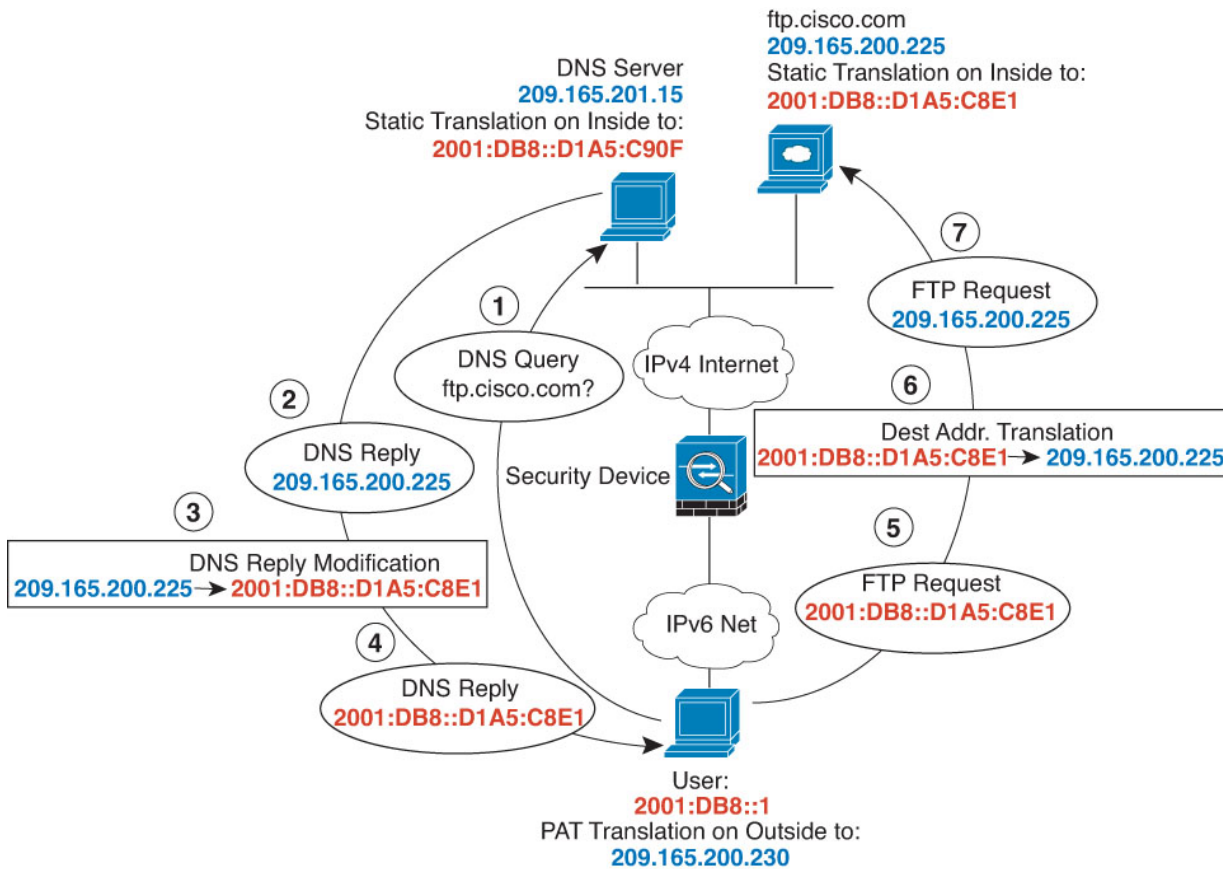 ftp.cisco.com
209.165.200.225
Static Translation on Inside to:
2001:DB8::D1A5:C8E1
DNS Server
209.165.201.15
Static Translation on Inside to:
2001:DB8::D1A5:C90F
7
FTP Request
209.165.200.225
1
DNS Query
ftp.cisco.com?
IPv4 Internet
2
DNS Reply
209.165.200.225
6
Dest Addr. Translation
2001:DB8::D1A5:C8E1 → 209.165.200.225
Security Device
3
DNS Reply Modification
209.165.200.225 → 2001:DB8::D1A5:C8E1
5
FTP Request
2001:DB8::D1A5:C8E1
IPv6 Net
4
DNS Reply
2001:DB8::D1A5:C8E1
User:
2001:DB8::1
PAT Translation on Outside to:
209.165.200.230